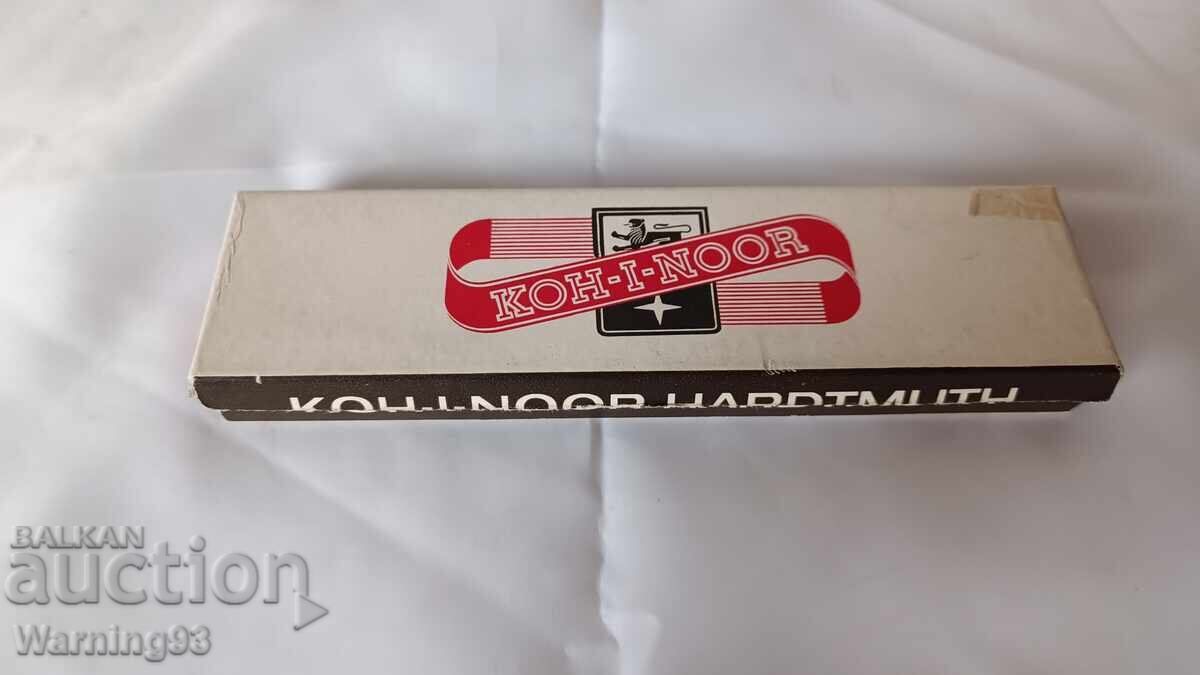 KOH-I-NOOR
KOH-I-NOOR HARDTMUTH
BALKAN
auction
Warning93